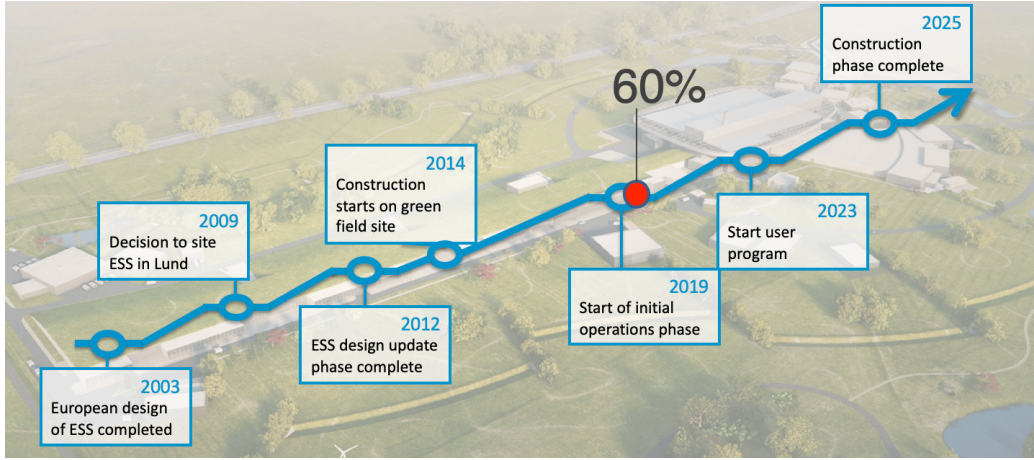 2003
European design
of ESS completed
2009
Decision to site
ESS in Lund
2012
ESS design update
phase complete
2014
Construction
starts on green
field site
60%
2019
Start of initial
operations phase
2023
Start user
program
2025
Construction
phase complete